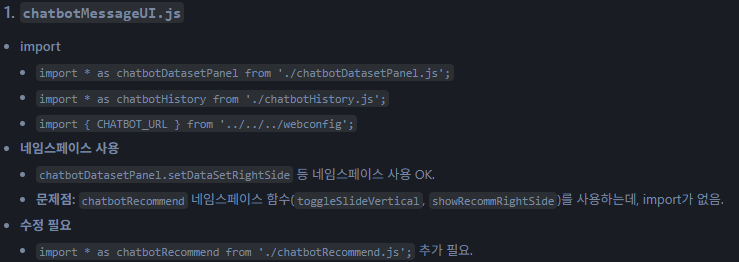 1. chatbotMessageUI.js
• import
• import * as chatbotDatasetPanel from './chatbotDatasetPanel.js';
• import * as chatbotHistory from './chatbotHistory.js';
• import { CHATBOT_URL } from '../../../webconfig';
• 네임스페이스 사용
• chatbotDatasetPanel.setDataSetRightSide 등 네임스페이스 사용 OK.
• 문제점: chatbotRecommend 네임스페이스 함수(toggleSlideVertical, showRecommRightSide)를 사용하는데, import가 없음.
• 수정 필요
• import * as chatbotRecommend from './chatbotRecommend.js'; 추가 필요.